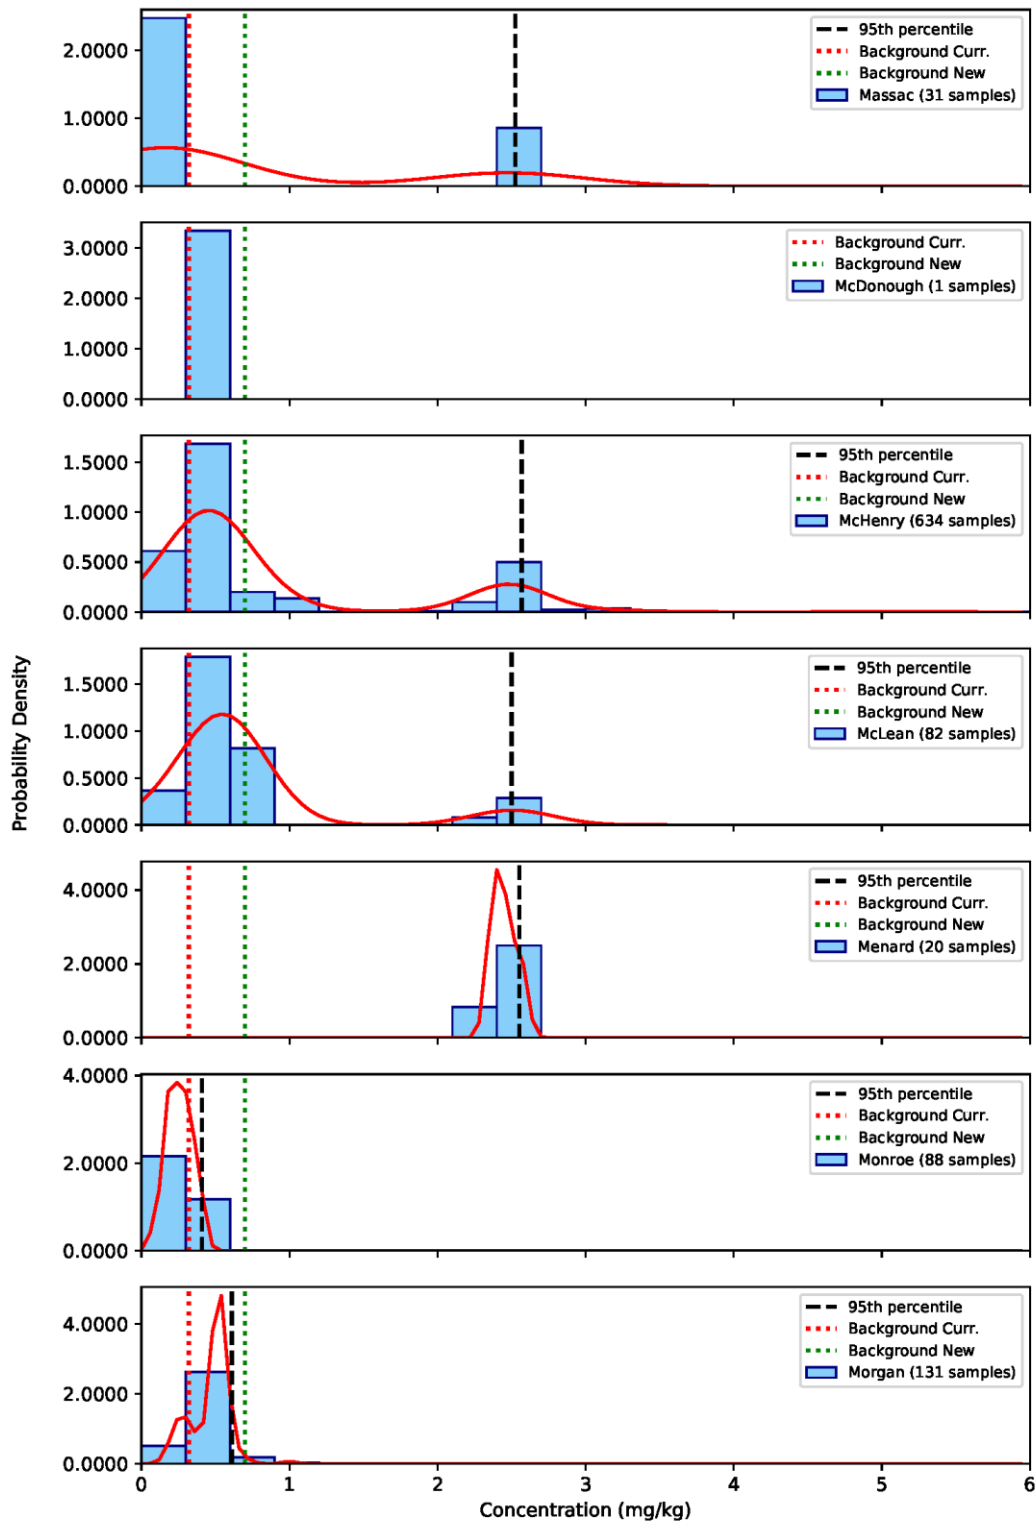 2.0000
1.0000
0.0000
95th percentile
Background Curr.
Background New
Massac (31 samples)
3.0000
2.0000
1.0000
0.0000
Background Curr.
Background New
McDonough (1 samples)
1.5000
1.0000
0.5000
0.0000
95th percentile
Background Curr.
Background New
McHenry (634 samples)
Probability Density
1.5000
1.0000
0.5000
0.0000
95th percentile
Background Curr.
Background New
McLean (82 samples)
4.0000
2.0000
0.0000
95th percentile
Background Curr.
Background New
Menard (20 samples)
4.0000
2.0000
0.0000
95th percentile
Background Curr.
Background New
Monroe (88 samples)
4.0000
2.0000
0.0000
95th percentile
Background Curr.
Background New
Morgan (131 samples)
0 1 2 3 4 5 6
Concentration (mg/kg)